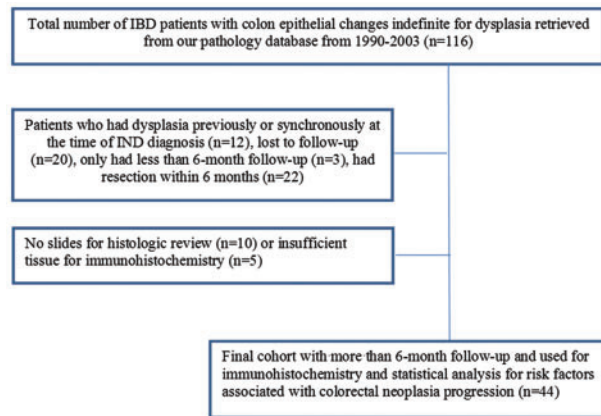 Total number of IBD patients with colon epithelial changes indefinite for dysplasia retrieved
from our pathology database from 1990-2003 (n=116)
Patients who had dysplasia previously or synchronously at
the time of IND diagnosis (n=12), lost to follow-up
(n=20), only had less than 6-month follow-up (n=3), had
resection within 6 months (n=22)
No slides for histologic review (n=10) or insufficient
tissue for immunohistochemistry (n=5)
Final cohort with more than 6-month follow-up and used for
immunohistochemistry and statistical analysis for risk factors
associated with colorectal neoplasia progression (n=44)